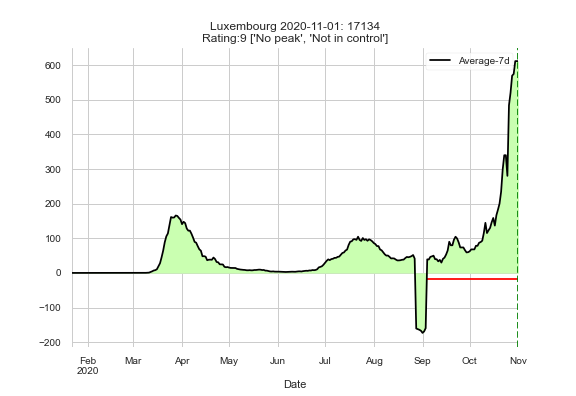 Luxembourg 2020-11-01: 17134
Rating:9 ['No peak', 'Not in control']
Average-7d
600
500
400
300
200
100
0
−100
−200
Feb Mar Apr May Jun Jul Aug Sep Oct Nov
2020
Date